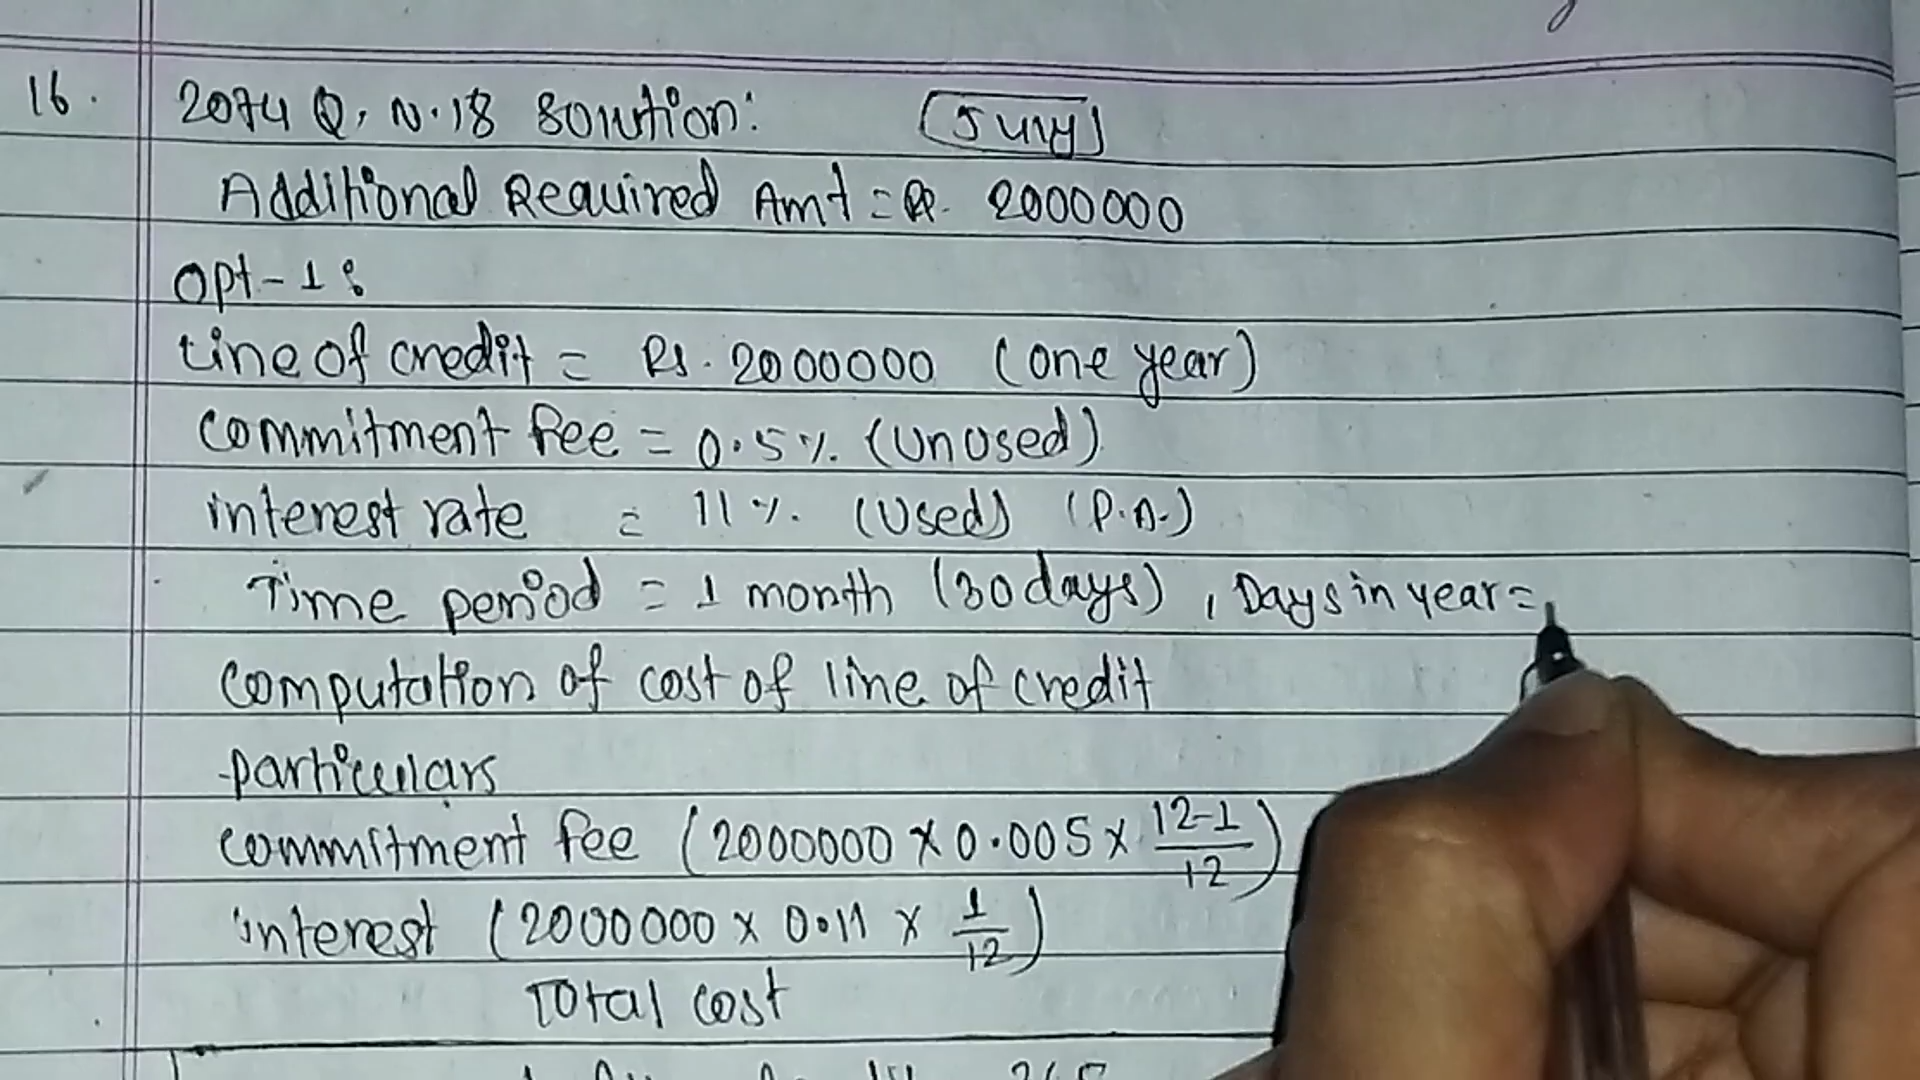 16. 2074 Q. N. 18 Solution: [July]
Additional Required Amt = Rs. 2000000
Opt-1:
Line of credit = Rs. 2000000 (one year)
Commitment fee = 0.5% (Unused)
interest rate = 11%. (Used) (P.A.)
Time period = 1 month (30 days), Days in year =
Computation of cost of line of credit
particulars
Commitment fee (2000000 × 0.005 × 12-1/12)
interest (2000000 × 0.11 × 1/12)
Total cost
365